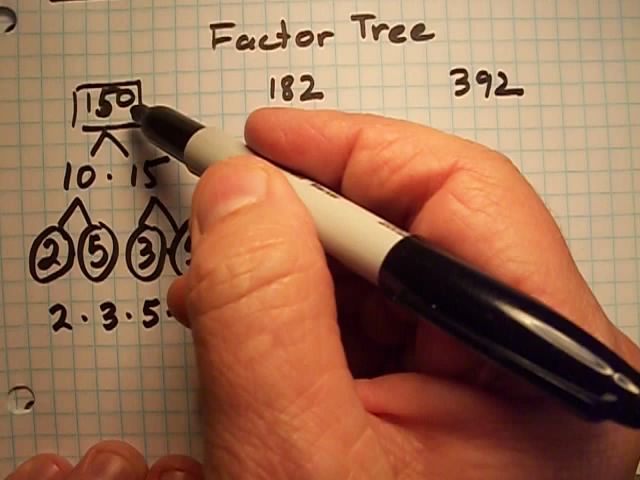 Factor Tree
150 182 392
10 · 15
2 5 3
2 · 3 · 5 ·